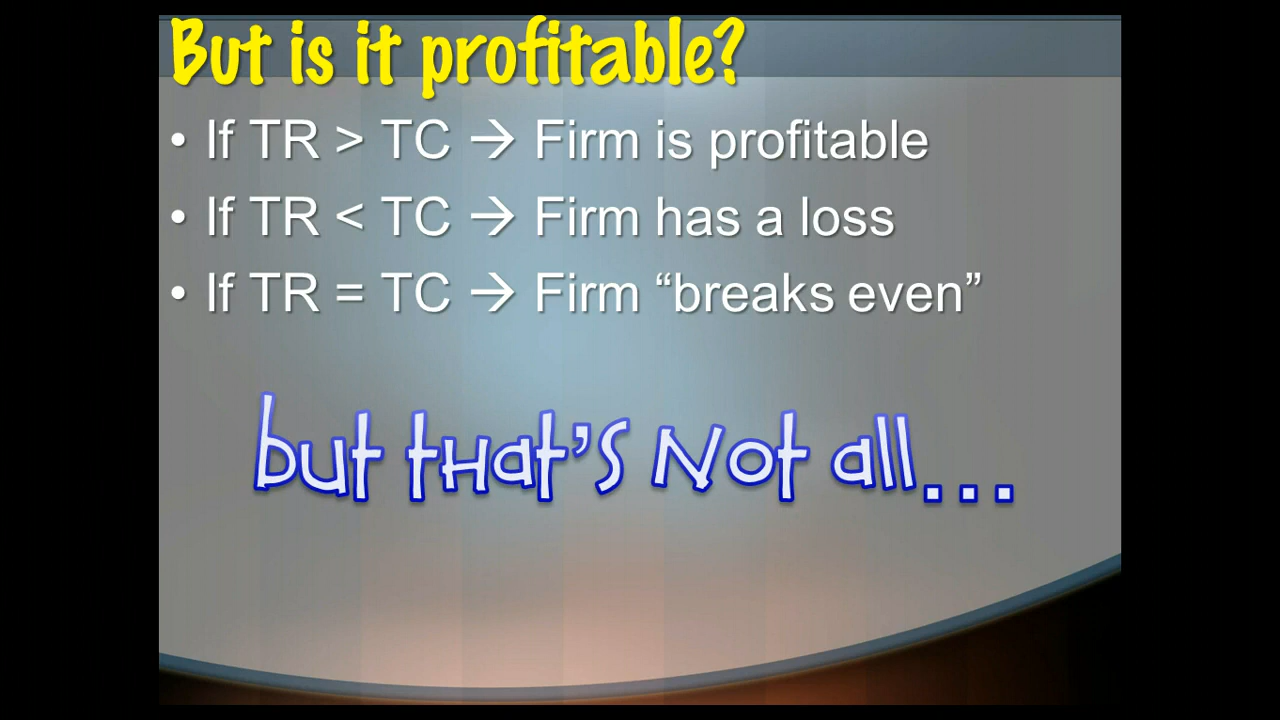 But is it profitable?
• If TR > TC → Firm is profitable
• If TR < TC → Firm has a loss
• If TR = TC → Firm “breaks even”
but that's Not all...